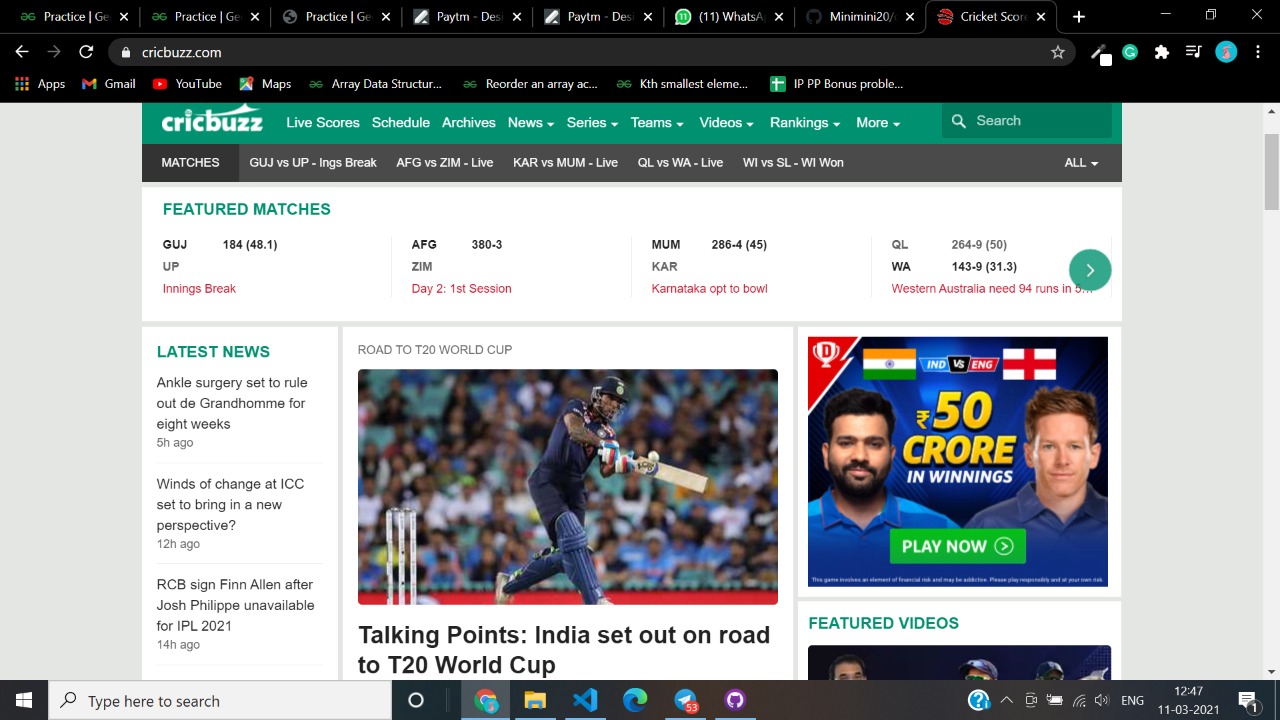 Question | Ge
Paytm - Desi
Paytm - Desi
11 (11) WhatsA
Minimini20/
Cricket Score
cricbuzz.com
Apps
Gmail
YouTube
Maps
Array Data Structur...
Reorder an array ac...
Kth smallest eleme...
IP PP Bonus proble...
cricbuzz
Live Scores
Schedule
Archives
News
Series
Teams
Videos
Rankings
More
Search
MATCHES
GUJ vs UP - Ings Break
AFG vs ZIM - Live
KAR vs MUM - Live
QL vs WA - Live
WI vs SL - WI Won
ALL
FEATURED MATCHES
GUJ 184 (48.1)
UP
Innings Break
AFG 380-3
ZIM
Day 2: 1st Session
MUM 286-4 (45)
KAR
Karnataka opt to bowl
QL 264-9 (50)
WA 143-9 (31.3)
Western Australia need 94 runs in 5...
LATEST NEWS
Ankle surgery set to rule
out de Grandhomme for
eight weeks
5h ago
Winds of change at ICC
set to bring in a new
perspective?
12h ago
RCB sign Finn Allen after
Josh Philippe unavailable
for IPL 2021
14h ago
ROAD TO T20 WORLD CUP
Talking Points: India set out on road
to T20 World Cup
D
IND VS ENG
₹50
CRORE
IN WINNINGS
PLAY NOW
This game involves an element of financial risk and may be addictive. Please play responsibly and at your own risk.
FEATURED VIDEOS
Type here to search
53
ENG
12:47
11-03-2021
1